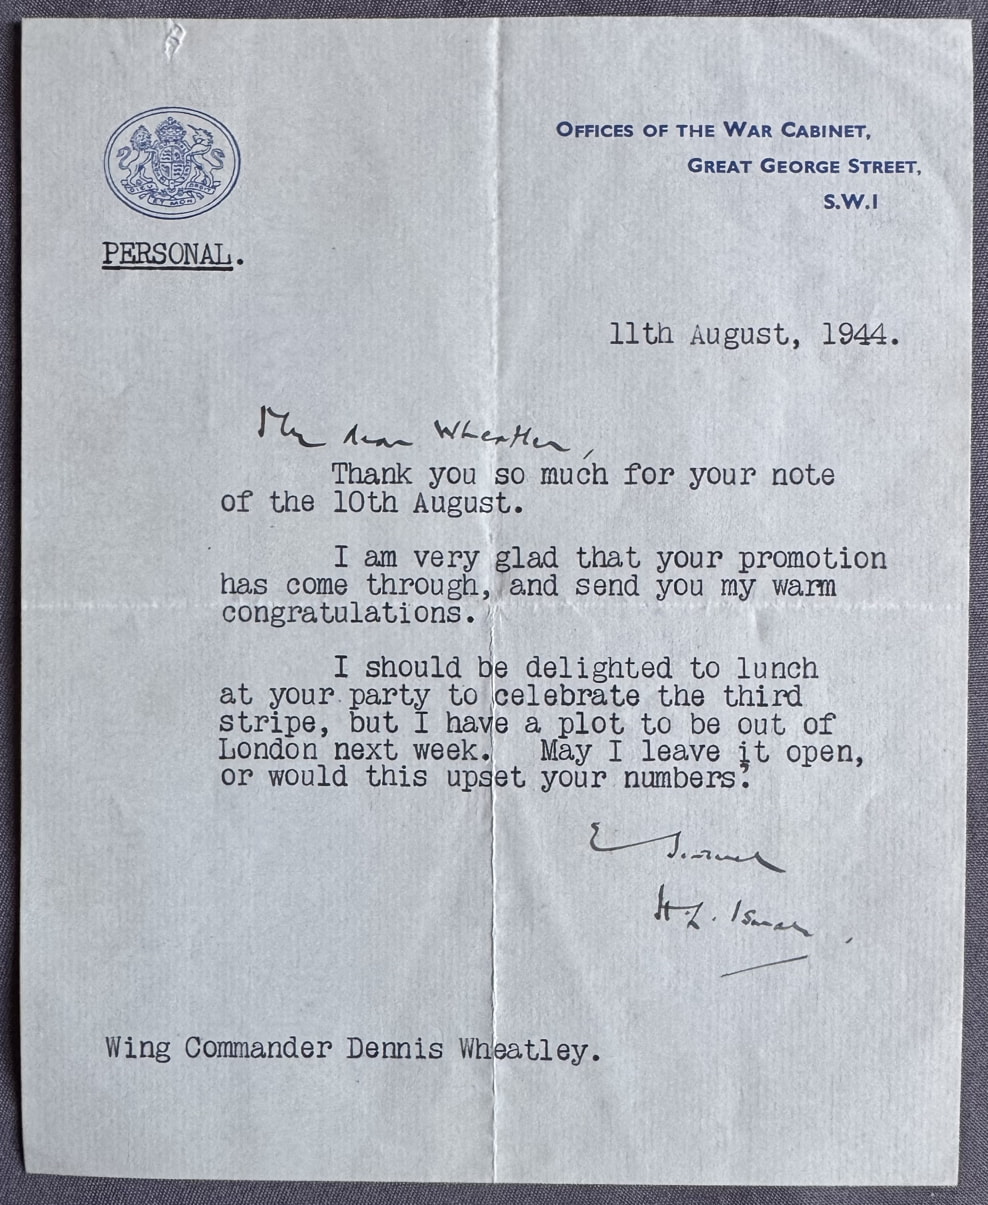 OFFICES OF THE WAR CABINET,
GREAT GEORGE STREET,
S.W.1
ET MON
PERSONAL.
11th August, 1944.
My dear Wheatley,
Thank you so much for your note
of the 10th August.
I am very glad that your promotion
has come through, and send you my warm
congratulations.
I should be delighted to lunch
at your party to celebrate the third
stripe, but I have a plot to be out of
London next week. May I leave it open,
or would this upset your numbers?
H.L. Ismay.
Wing Commander Dennis Wheatley.